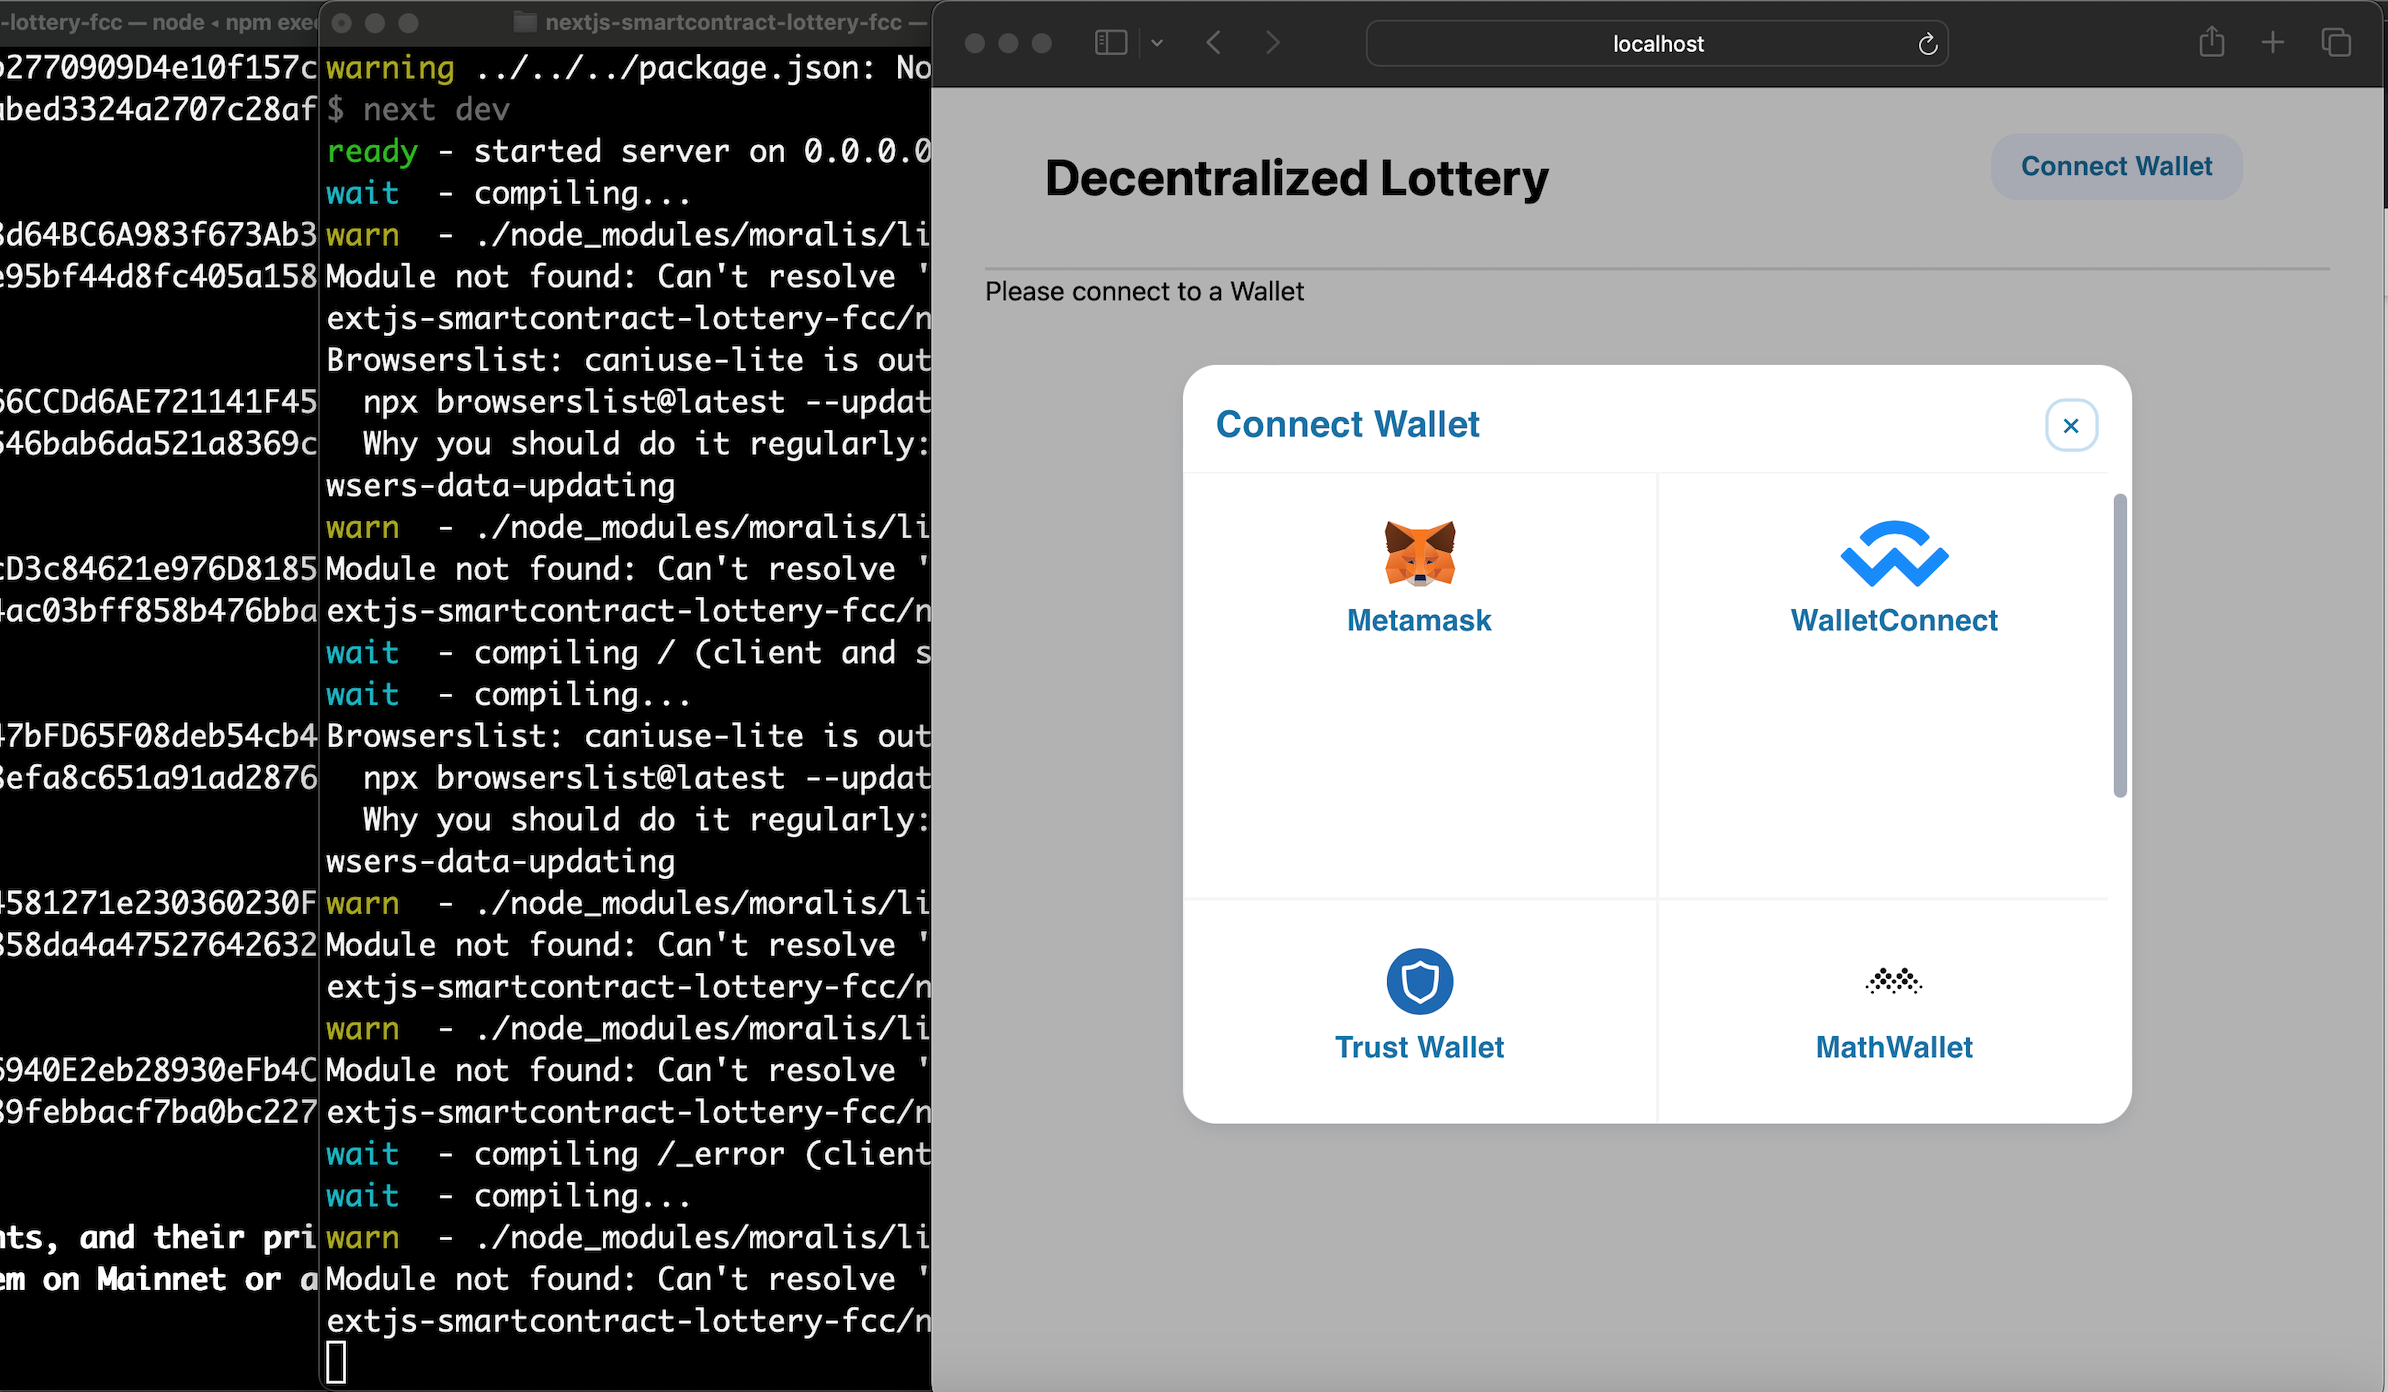 -lottery-fcc — node ◂ npm exec
2770909D4e10f157c
bed3324a2707c28af
d64BC6A983f673Ab3
95bf44d8fc405a158
6CCDd6AE721141F45
46bab6da521a8369c
D3c84621e976D8185
ac03bff858b476bba
7bFD65F08deb54cb4
efa8c651a91ad2876
581271e230360230F
58da4a47527642632
940E2eb28930eFb4C
9febbacf7ba0bc227
nts, and their pri
em on Mainnet or a
nextjs-smartcontract-lottery-fcc —
warning ../../../package.json: No
$ next dev
ready - started server on 0.0.0.0
wait - compiling...
warn - ./node_modules/moralis/li
Module not found: Can't resolve '
extjs-smartcontract-lottery-fcc/n
Browserslist: caniuse-lite is out
npx browserslist@latest --updat
Why you should do it regularly:
wsers-data-updating
warn - ./node_modules/moralis/li
Module not found: Can't resolve '
extjs-smartcontract-lottery-fcc/n
wait - compiling / (client and s
wait - compiling...
Browserslist: caniuse-lite is out
npx browserslist@latest --updat
Why you should do it regularly:
wsers-data-updating
warn - ./node_modules/moralis/li
Module not found: Can't resolve '
extjs-smartcontract-lottery-fcc/n
warn - ./node_modules/moralis/li
Module not found: Can't resolve '
extjs-smartcontract-lottery-fcc/n
wait - compiling /_error (client
wait - compiling...
warn - ./node_modules/moralis/li
Module not found: Can't resolve '
extjs-smartcontract-lottery-fcc/n
localhost
Decentralized Lottery
Connect Wallet
Please connect to a Wallet
Connect Wallet
Metamask
WalletConnect
Trust Wallet
MathWallet